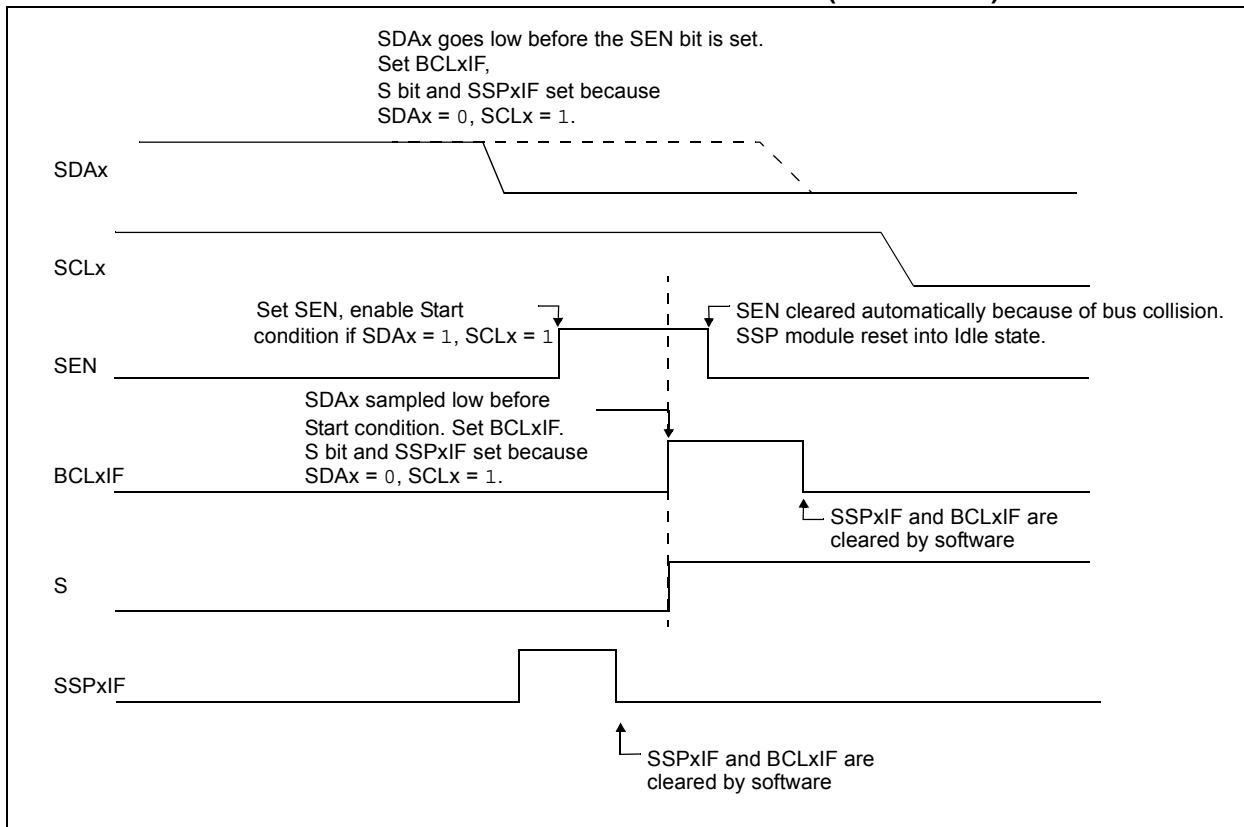 SDAx goes low before the SEN bit is set.
Set BCLxIF,
S bit and SSPxIF set because
SDAx = 0, SCLx = 1.
SDAx
SCLx
Set SEN, enable Start
condition if SDAx = 1, SCLx = 1
SEN cleared automatically because of bus collision.
SSP module reset into Idle state.
SEN
SDAx sampled low before
Start condition. Set BCLxIF.
S bit and SSPxIF set because
SDAx = 0, SCLx = 1.
BCLxIF
SSPxIF and BCLxIF are
cleared by software
S
SSPxIF
SSPxIF and BCLxIF are
cleared by software